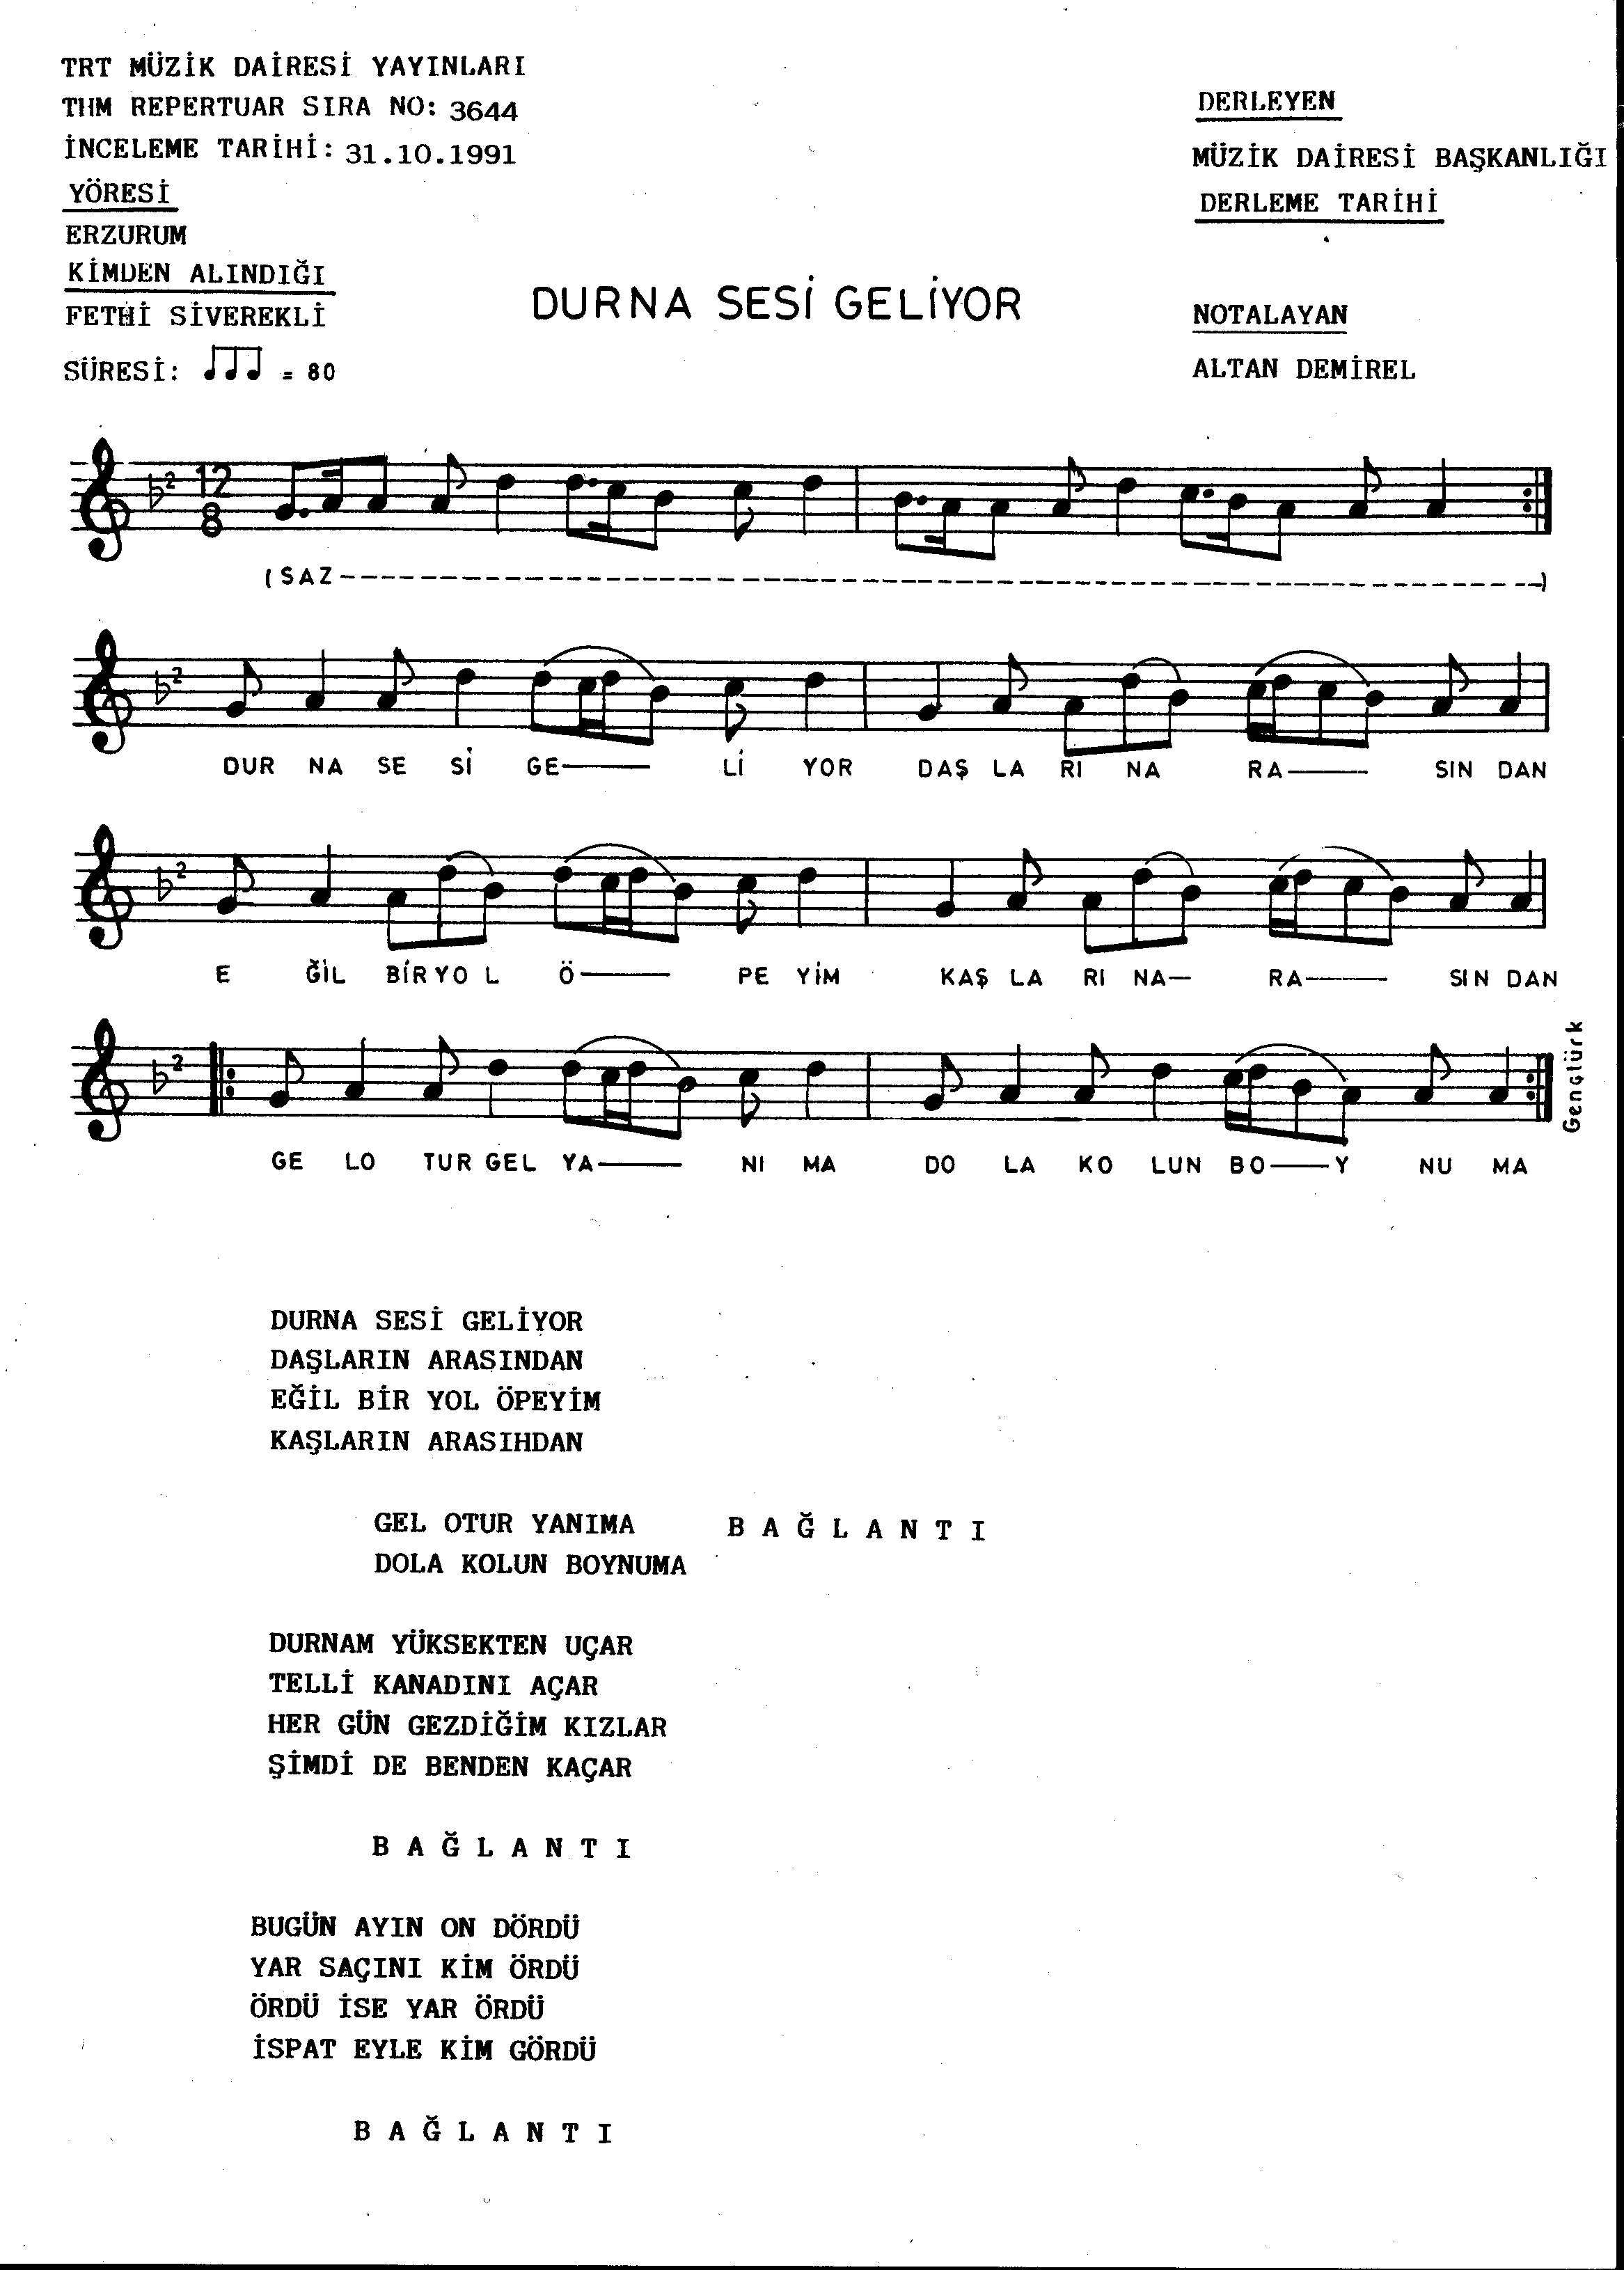 TRT MÜZİK DAİRESİ YAYINLARI
THM REPERTUAR SIRA NO: 3644
İNCELEME TARİHİ: 31.10.1991
YÖRESİ
ERZURUM
KİMDEN ALINDIĞI
FETHİ SİVEREKLİ
SÜRESİ: ♩♩♩ = 80
DERLEYEN
MÜZİK DAİRESİ BAŞKANLIĞI
DERLEME TARİHİ
NOTALAYAN
ALTAN DEMİREL
DURNA SESİ GELİYOR
12
8
(SAZ---)
DUR NA SE Sİ GE—— Lİ YOR DAŞ LA RI NA RA—— SIN DAN
E ĞİL BİR YO L Ö—— PE YİM KAŞ LA RI NA— RA—— SIN DAN
GE LO TUR GEL YA—— NI MA DO LA KO LUN BO——Y NU MA
Gençtürk
DURNA SESİ GELİYOR
DAŞLARIN ARASINDAN
EĞİL BİR YOL ÖPEYİM
KAŞLARIN ARASIHDAN
GEL OTUR YANIMA B A Ğ L A N T I
DOLA KOLUN BOYNUMA
DURNAM YÜKSEKTEN UÇAR
TELLİ KANADINI AÇAR
HER GÜN GEZDİĞİM KIZLAR
ŞİMDİ DE BENDEN KAÇAR
B A Ğ L A N T I
BUGÜN AYIN ON DÖRDÜ
YAR SAÇINI KİM ÖRDÜ
ÖRDÜ İSE YAR ÖRDÜ
İSPAT EYLE KİM GÖRDÜ
B A Ğ L A N T I